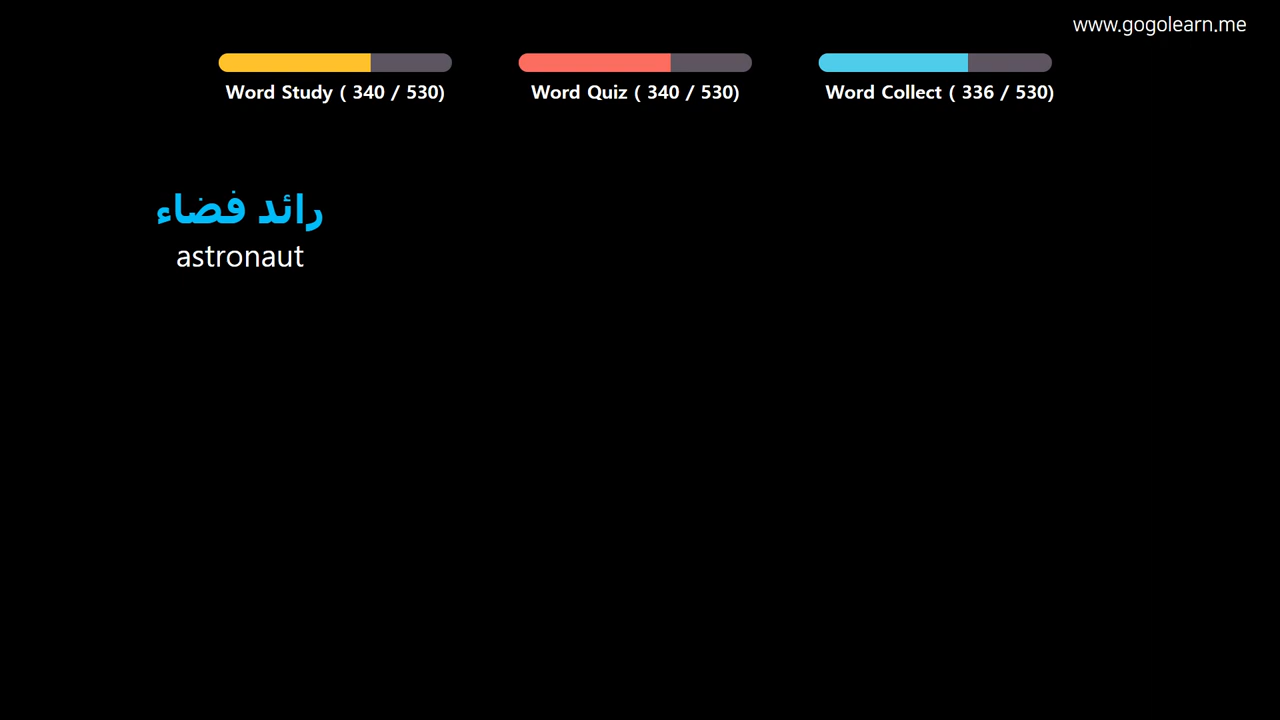 www.gogolearn.me
Word Study ( 340 / 530)
Word Quiz ( 340 / 530)
Word Collect ( 336 / 530)
رائد فضاء
astronaut